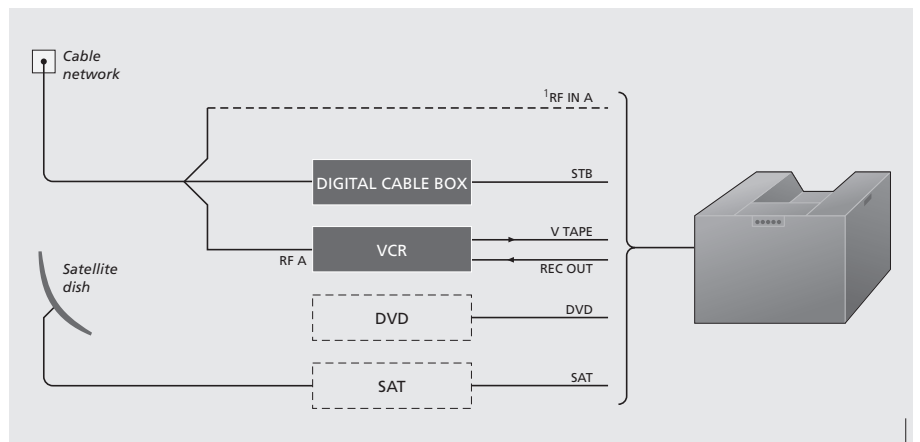 Cable
network
¹RF IN A
DIGITAL CABLE BOX
STB
VCR
V TAPE
RF A
REC OUT
Satellite
dish
DVD
DVD
SAT
SAT